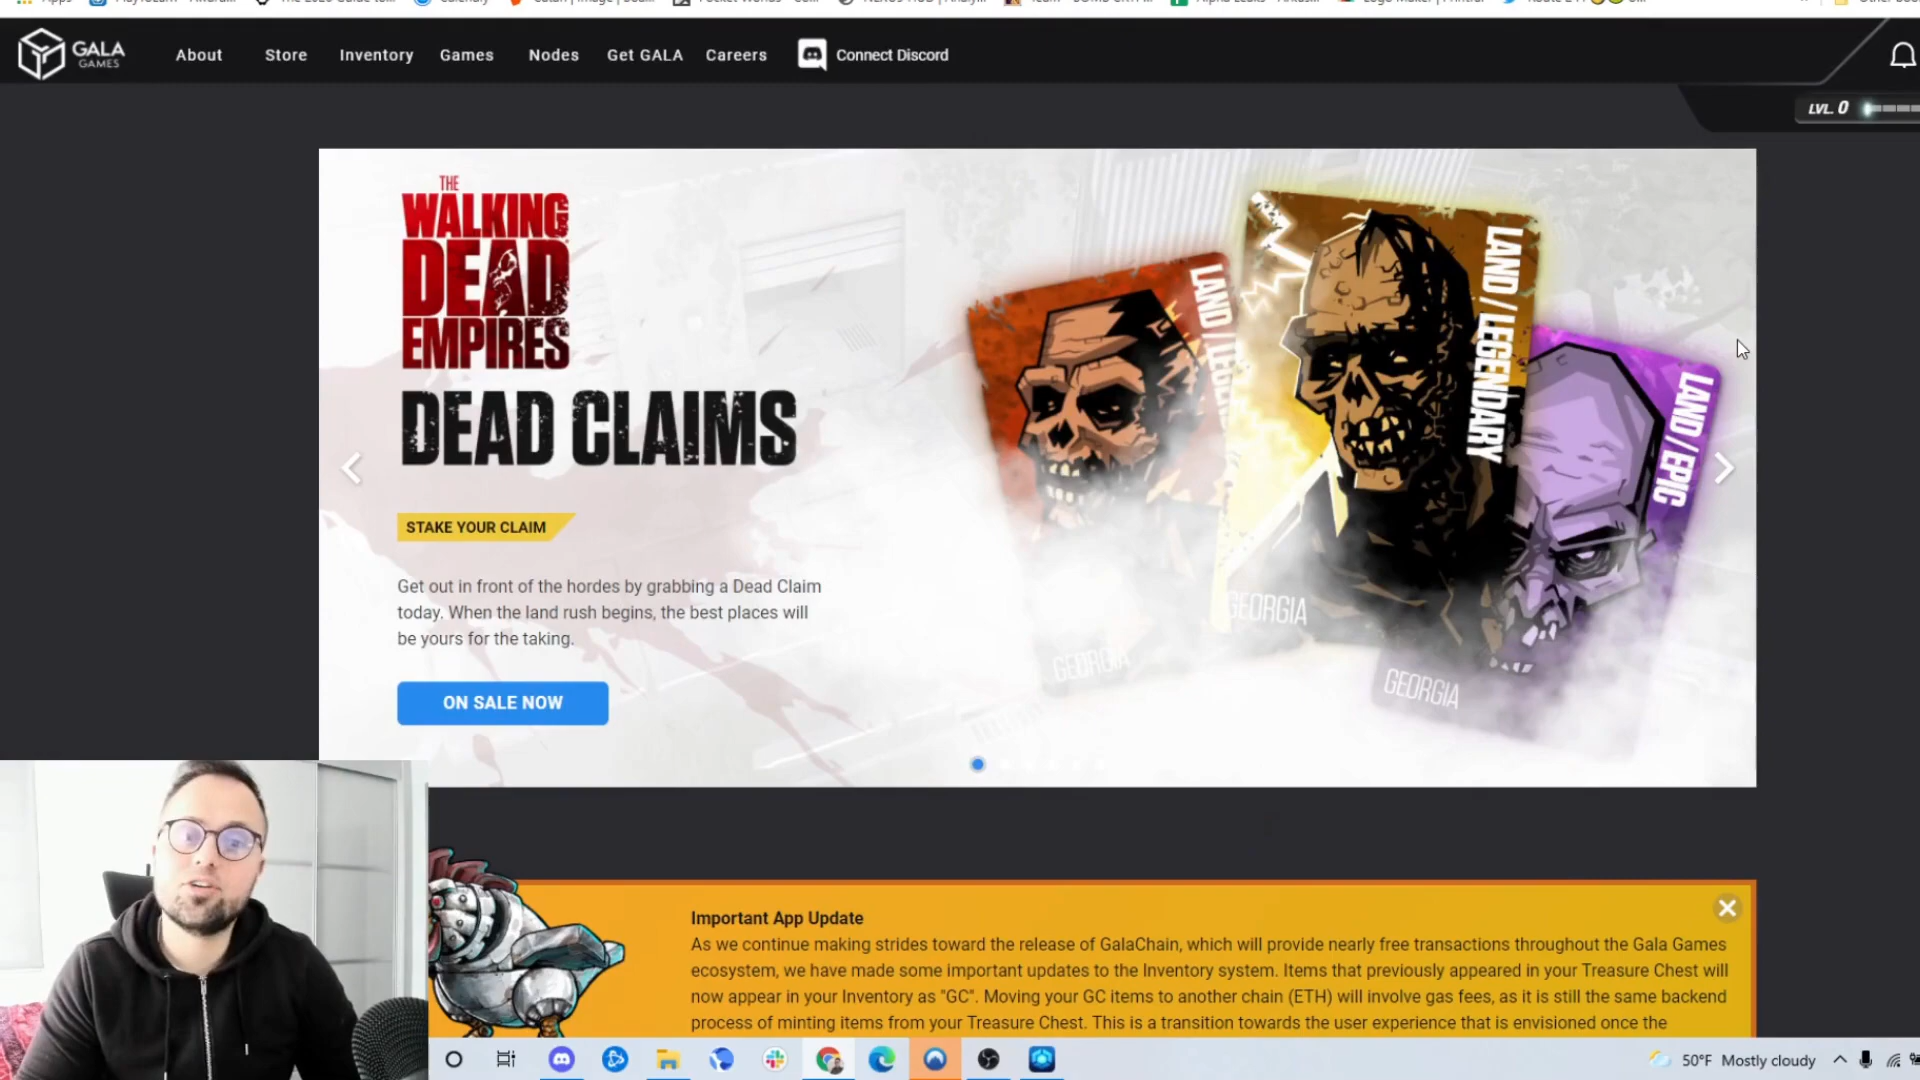 GALA
GAMES
About
Store
Inventory
Games
Nodes
Get GALA
Careers
Connect Discord
LVL. 0
THE
WALKING
DEAD
EMPIRES
DEAD CLAIMS
STAKE YOUR CLAIM
Get out in front of the hordes by grabbing a Dead Claim
today. When the land rush begins, the best places will
be yours for the taking.
ON SALE NOW
LAND /
LAND / LEGENDARY
LAND / EPIC
GEORGIA
GEORGIA
GEORGIA
Important App Update
As we continue making strides toward the release of GalaChain, which will provide nearly free transactions throughout the Gala Games
ecosystem, we have made some important updates to the Inventory system. Items that previously appeared in your Treasure Chest will
now appear in your Inventory as "GC". Moving your GC items to another chain (ETH) will involve gas fees, as it is still the same backend
process of minting items from your Treasure Chest. This is a transition towards the user experience that is envisioned once the
50°F Mostly cloudy